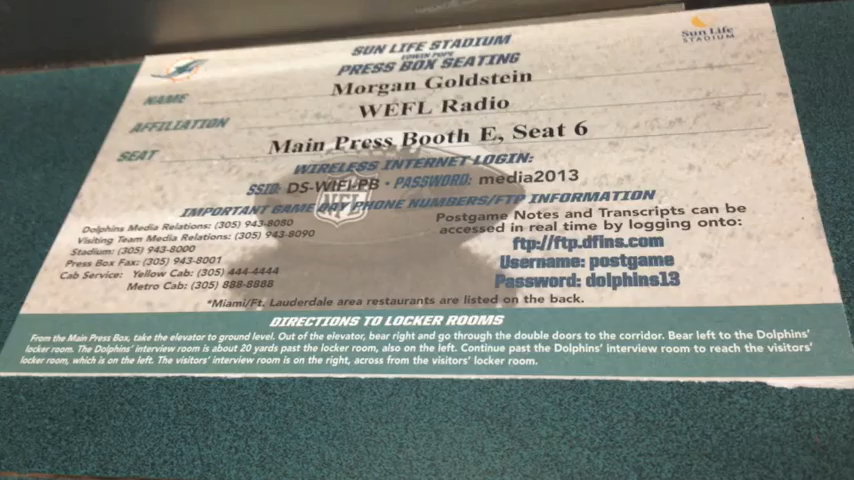 Sun Life
STADIUM
SUN LIFE STADIUM
EDWIN POPE
PRESS BOX SEATING
NAME Morgan Goldstein
AFFILIATION WEFL Radio
SEAT Main Press Booth E, Seat 6
WIRELESS INTERNET LOGIN:
SSID: DS-WIFI-PB • PASSWORD: media2013
NFL
IMPORTANT GAME DAY PHONE NUMBERS/FTP INFORMATION
Dolphins Media Relations: (305) 943-8080
Visiting Team Media Relations: (305) 943-8090
Stadium: (305) 943-8000
Press Box Fax: (305) 943-8001
Cab Service: Yellow Cab: (305) 444-4444
Metro Cab: (305) 888-8888
Postgame Notes and Transcripts can be
accessed in real time by logging onto:
ftp://ftp.dfins.com
Username: postgame
Password: dolphins13
*Miami/Ft. Lauderdale area restaurants are listed on the back.
DIRECTIONS TO LOCKER ROOMS
From the Main Press Box, take the elevator to ground level. Out of the elevator, bear right and go through the double doors to the corridor. Bear left to the Dolphins'
locker room. The Dolphins' interview room is about 20 yards past the locker room, also on the left. Continue past the Dolphins' interview room to reach the visitors'
locker room, which is on the left. The visitors' interview room is on the right, across from the visitors' locker room.